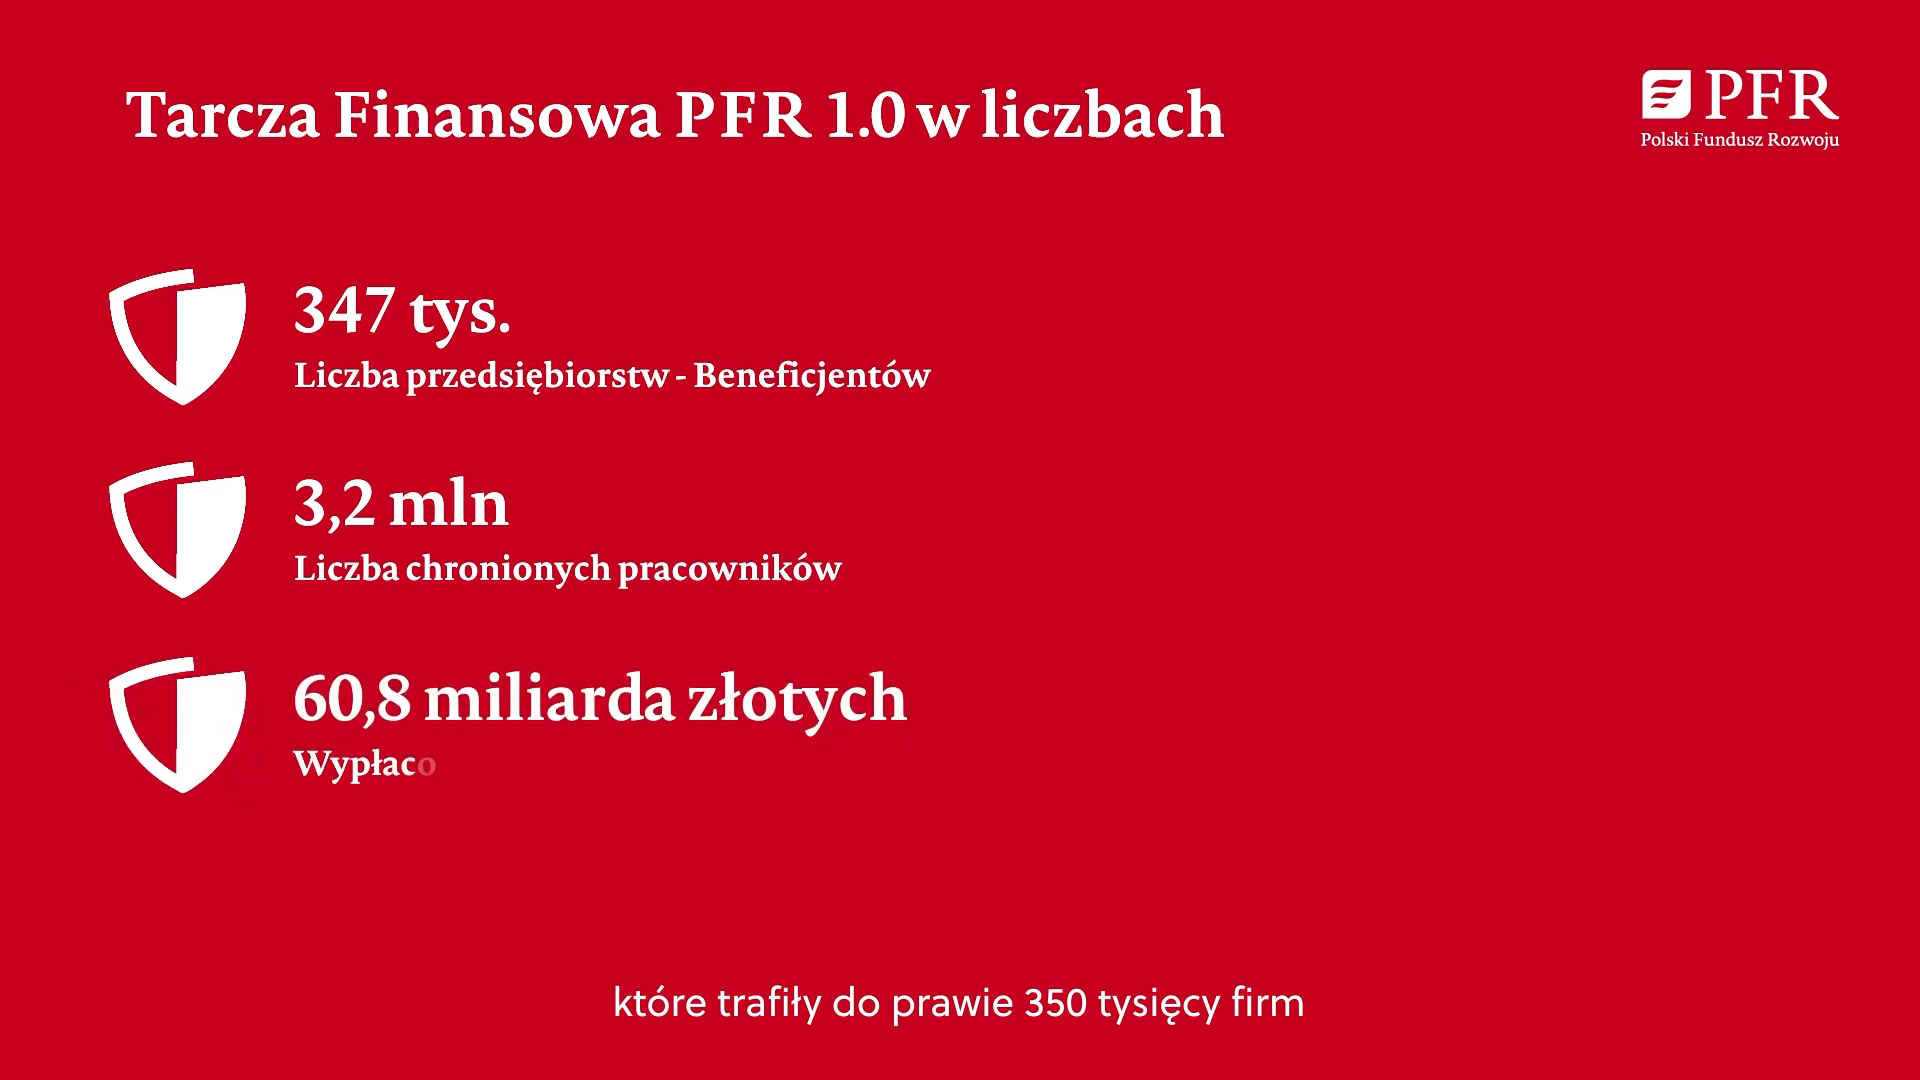 Tarcza Finansowa PFR 1.0 w liczbach
PFR
Polski Fundusz Rozwoju
347 tys.
Liczba przedsiębiorstw - Beneficjentów
3,2 mln
Liczba chronionych pracowników
60,8 miliarda złotych
Wypłaco
które trafiły do prawie 350 tysięcy firm